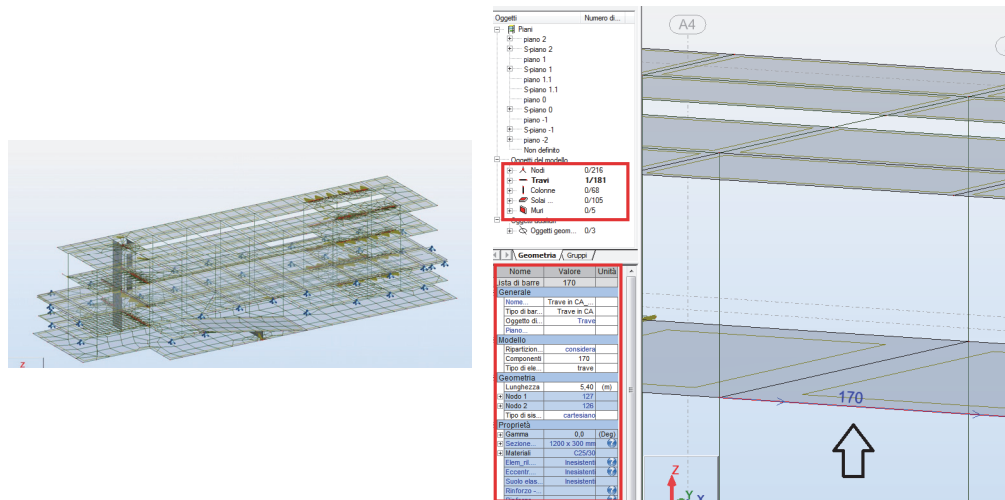 Z
Oggetti Numero di...
Piani
piano 2
S-piano 2
piano 1
S-piano 1
piano 1.1
S-piano 1.1
piano 0
S-piano 0
piano -1
S-piano -1
piano -2
Non definito
Oggetti del modello
Nodi 0/216
Travi 1/181
Colonne 0/68
Solai ... 0/105
Muri 0/5
Oggetti geom... 0/3
Geometria Gruppi
Nome Valore Unità
Lista di barre 170
Generale
Nome... Trave in CA_...
Tipo di bar... Trave in CA
Oggetto di... Trave
Piano...
Modello
Ripartizion... considera
Componenti 170
Tipo di ele... trave
Geometria
Lunghezza 5,40 (m)
Nodo 1 127
Nodo 2 126
Tipo di sis... cartesiano
Proprietà
Gamma 0,0 (Deg)
Sezione... 1200 x 300 mm
Materiali C25/30
Elem_ril... Inesistenti
Eccentr... Inesistenti
Suolo elas... Inesistenti
Rinforzo -...
A4
170
Z
Y
X